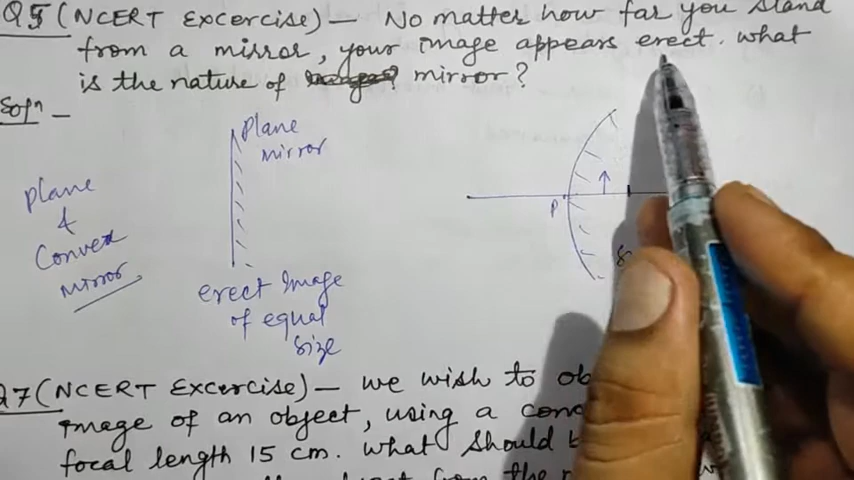 Q5 (NCERT Excercise) — No matter how far you stand
from a mirror, your image appears erect. what
is the nature of mirror?
Soln —
Plane
mirror
P
Plane
&
Convex
mirror
erect Image
of equal
size
Q7 (NCERT Excercise) — we wish to
image of an object, using a
focal length 15 cm. what should
from the